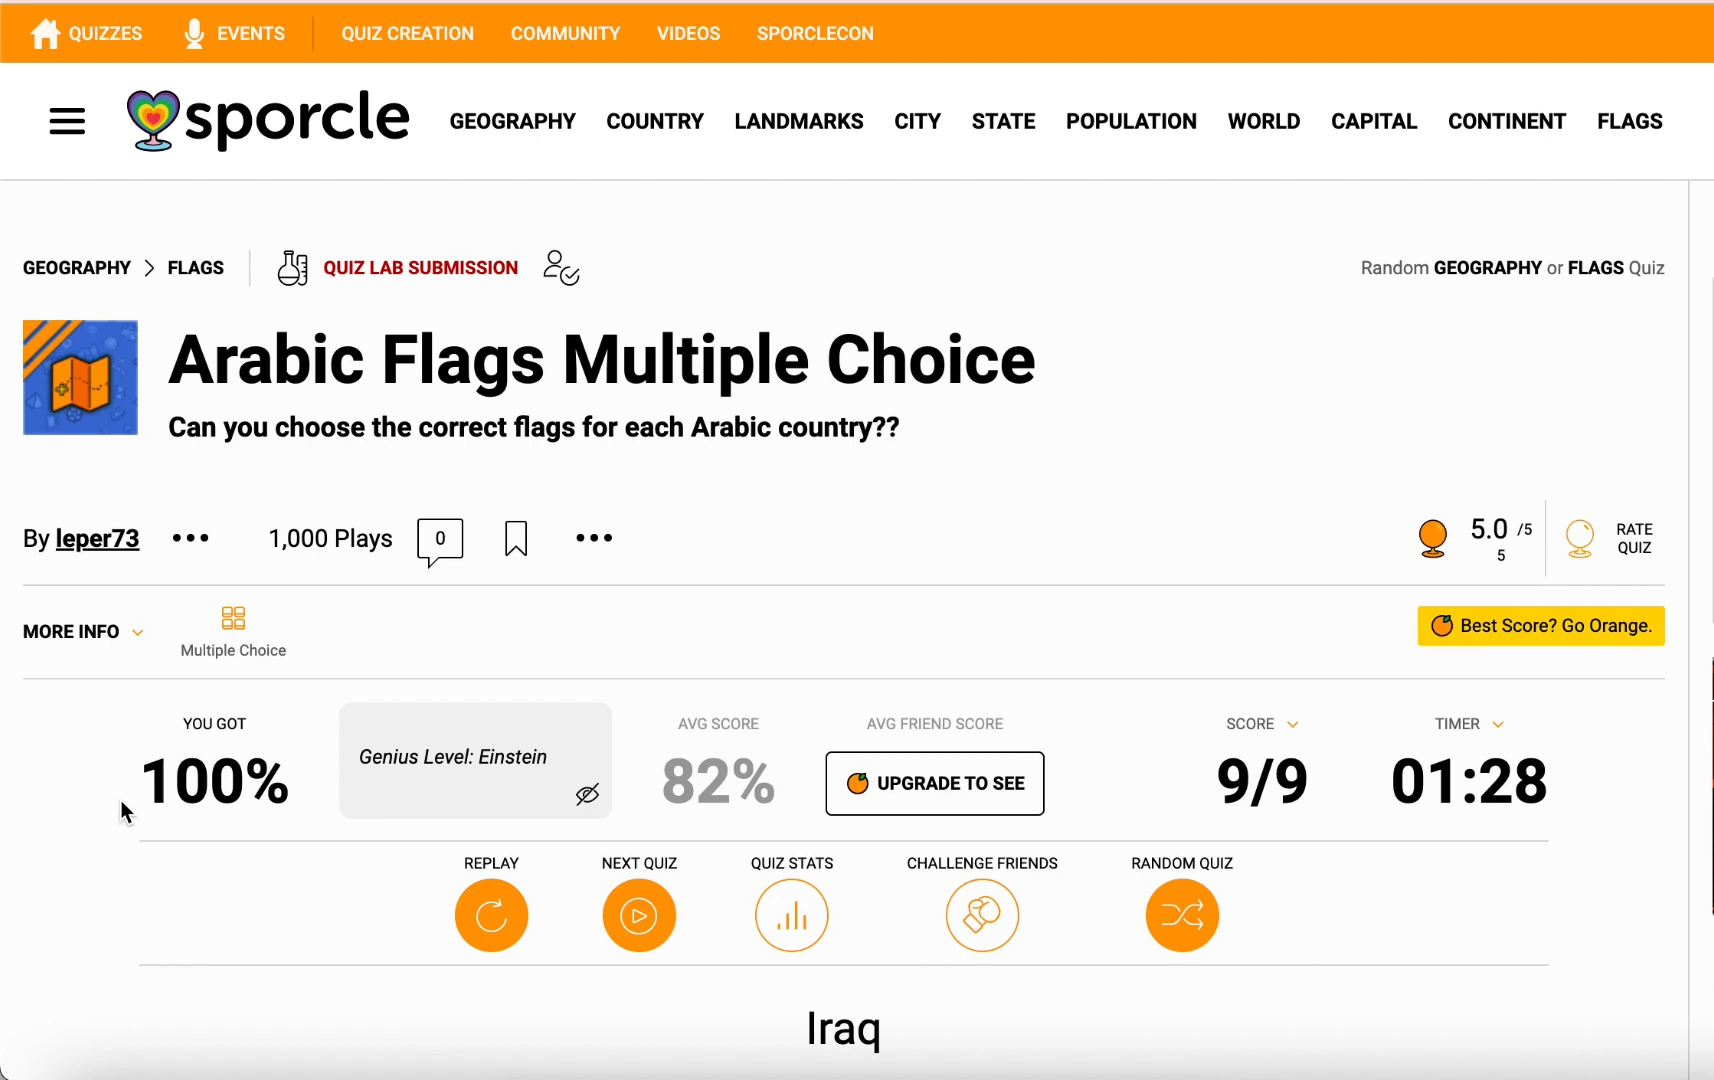 QUIZZES EVENTS QUIZ CREATION COMMUNITY VIDEOS SPORCLECON
sporcle GEOGRAPHY COUNTRY LANDMARKS CITY STATE POPULATION WORLD CAPITAL CONTINENT FLAGS
GEOGRAPHY > FLAGS QUIZ LAB SUBMISSION Random GEOGRAPHY or FLAGS Quiz
Arabic Flags Multiple Choice
Can you choose the correct flags for each Arabic country??
By leper73 ••• 1,000 Plays 0 ••• 5.0 /5 5 RATE QUIZ
MORE INFO Multiple Choice Best Score? Go Orange.
YOU GOT AVG SCORE AVG FRIEND SCORE SCORE TIMER
100% Genius Level: Einstein 82% UPGRADE TO SEE 9/9 01:28
REPLAY NEXT QUIZ QUIZ STATS CHALLENGE FRIENDS RANDOM QUIZ
Iraq